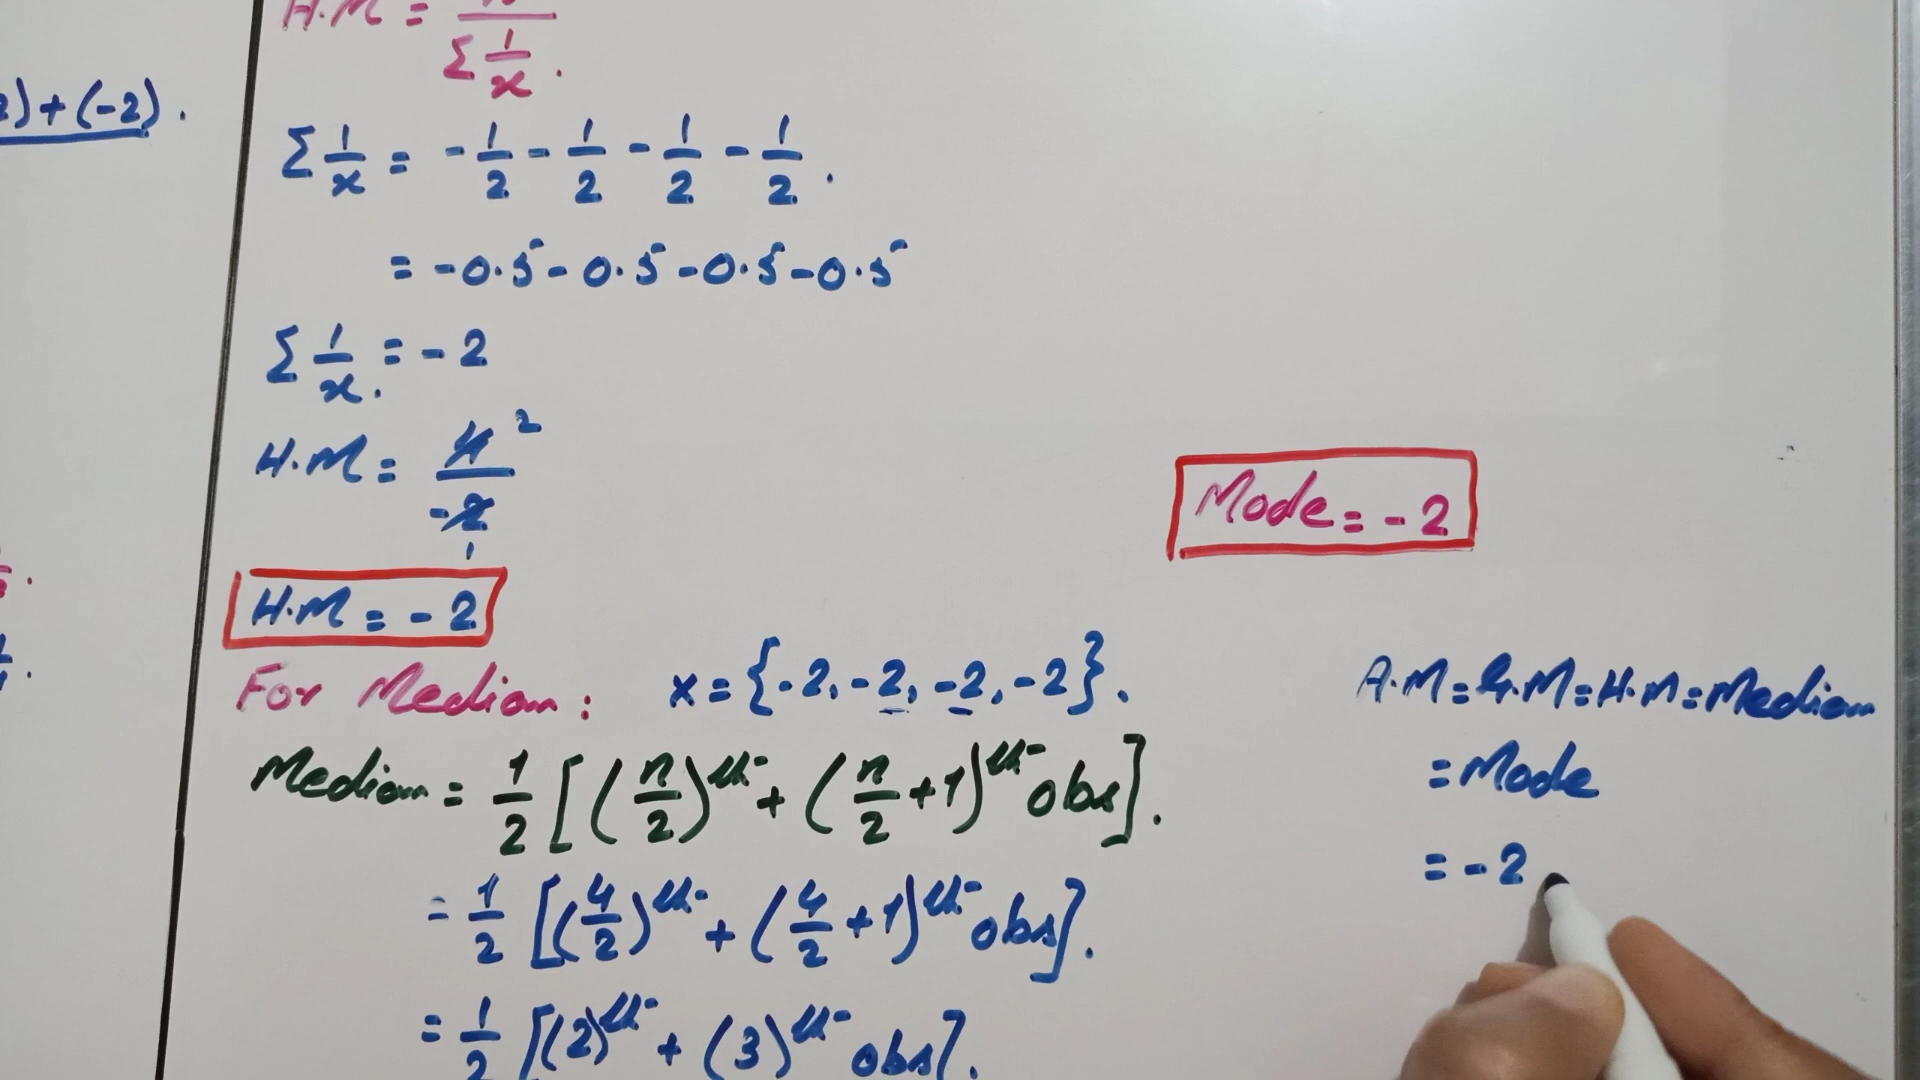 2)+(-2).
H.M = n / Σ 1/x .
Σ 1/x = - 1/2 - 1/2 - 1/2 - 1/2 .
= -0.5 - 0.5 - 0.5 - 0.5
Σ 1/x. = - 2
H.M = 4 2 / -2 1
H.M = - 2
For Median: x = {-2, -2, -2, -2}.
Median = 1/2 [(n/2)th + (n/2 + 1)th obs].
= 1/2 [(4/2)th + (4/2 + 1)th obs].
= 1/2 [(2)th + (3)th obs].
Mode = - 2
A.M = G.M = H.M = Median
= Mode
= - 2